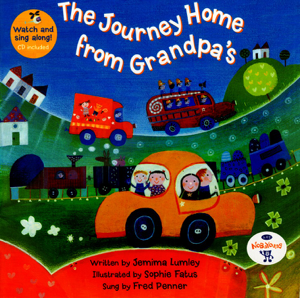 The Journey Home
from Grandpa's
Watch and
sing along!
CD included
Written by Jemima Lumley
Illustrated by Sophie Fatus
Sung by Fred Penner